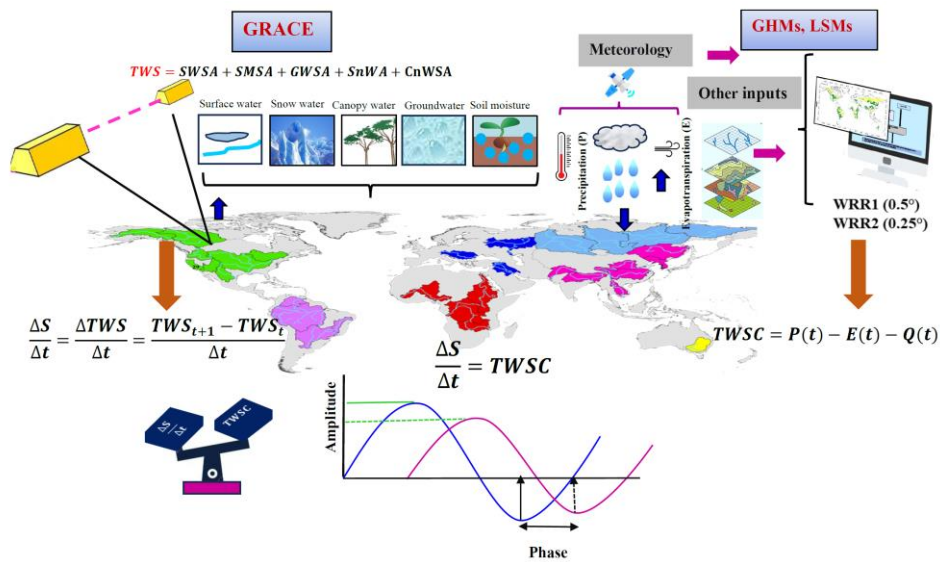 GRACE
TWS = SWSA + SMSA + GWSA + SnWA + CnWSA
Surface water
Snow water
Canopy water
Groundwater
Soil moisture
Meteorology
Other inputs
GHMs, LSMs
Precipitation (P)
Evapotranspiration (E)
WRR1 (0.5°)
WRR2 (0.25°)
ΔS/Δt = ΔTWS/Δt = (TWS_{t+1} − TWS_t)/Δt
TWSC = P(t) − E(t) − Q(t)
ΔS/Δt = TWSC
ΔS/Δt
TWSC
Amplitude
Phase